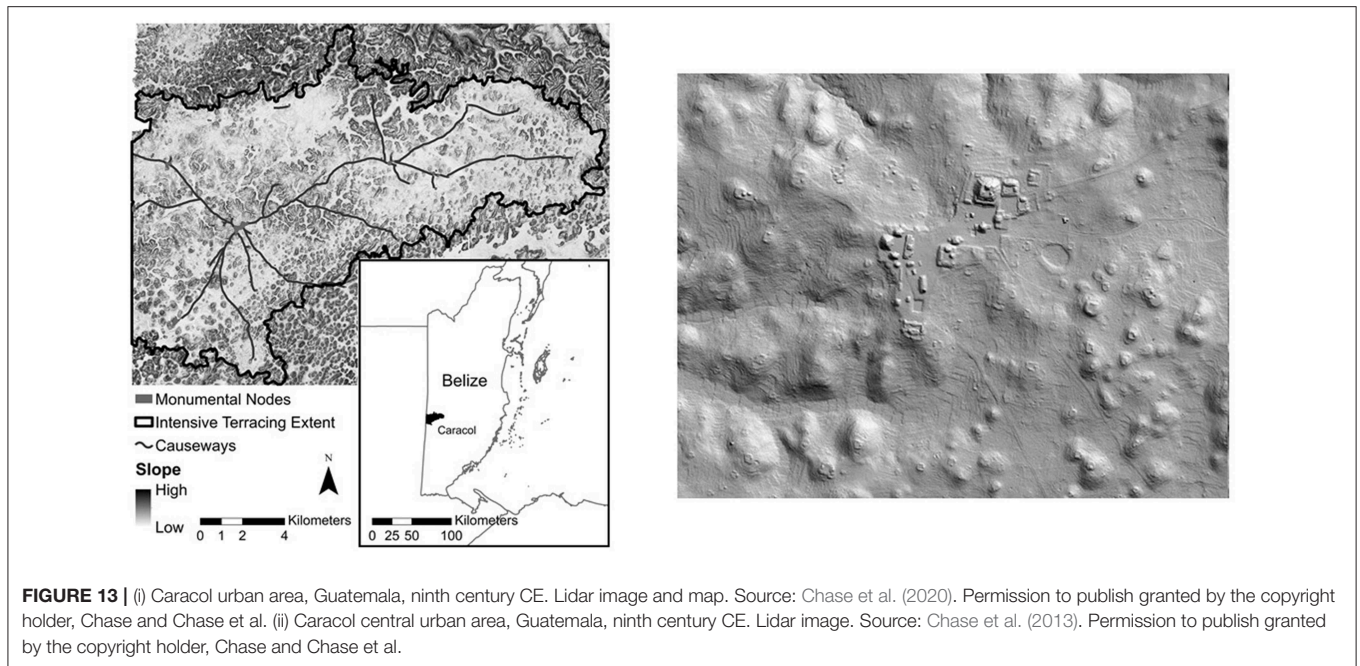 Monumental Nodes
Intensive Terracing Extent
Causeways
Slope
High
Low
N
Kilometers
0 1 2 4
Belize
Caracol
Kilometers
0 25 50 100
FIGURE 13 | (i) Caracol urban area, Guatemala, ninth century CE. Lidar image and map. Source: Chase et al. (2020). Permission to publish granted by the copyright
holder, Chase and Chase et al. (ii) Caracol central urban area, Guatemala, ninth century CE. Lidar image. Source: Chase et al. (2013). Permission to publish granted
by the copyright holder, Chase and Chase et al.